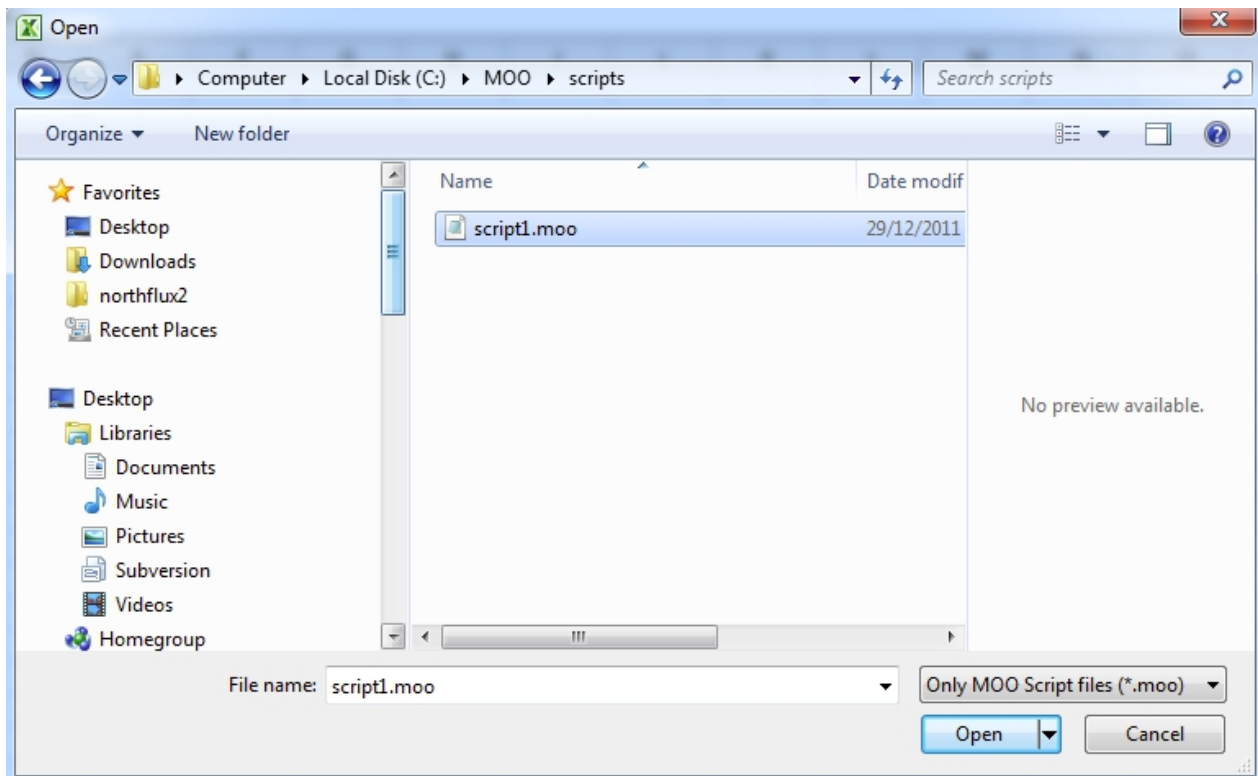 Open
Computer Local Disk (C:) MOO scripts
Search scripts
Organize New folder
Favorites
Desktop
Downloads
northflux2
Recent Places
Desktop
Libraries
Documents
Music
Pictures
Subversion
Videos
Homegroup
Name Date modif
script1.moo 29/12/2011
No preview available.
File name: script1.moo Only MOO Script files (*.moo)
Open Cancel